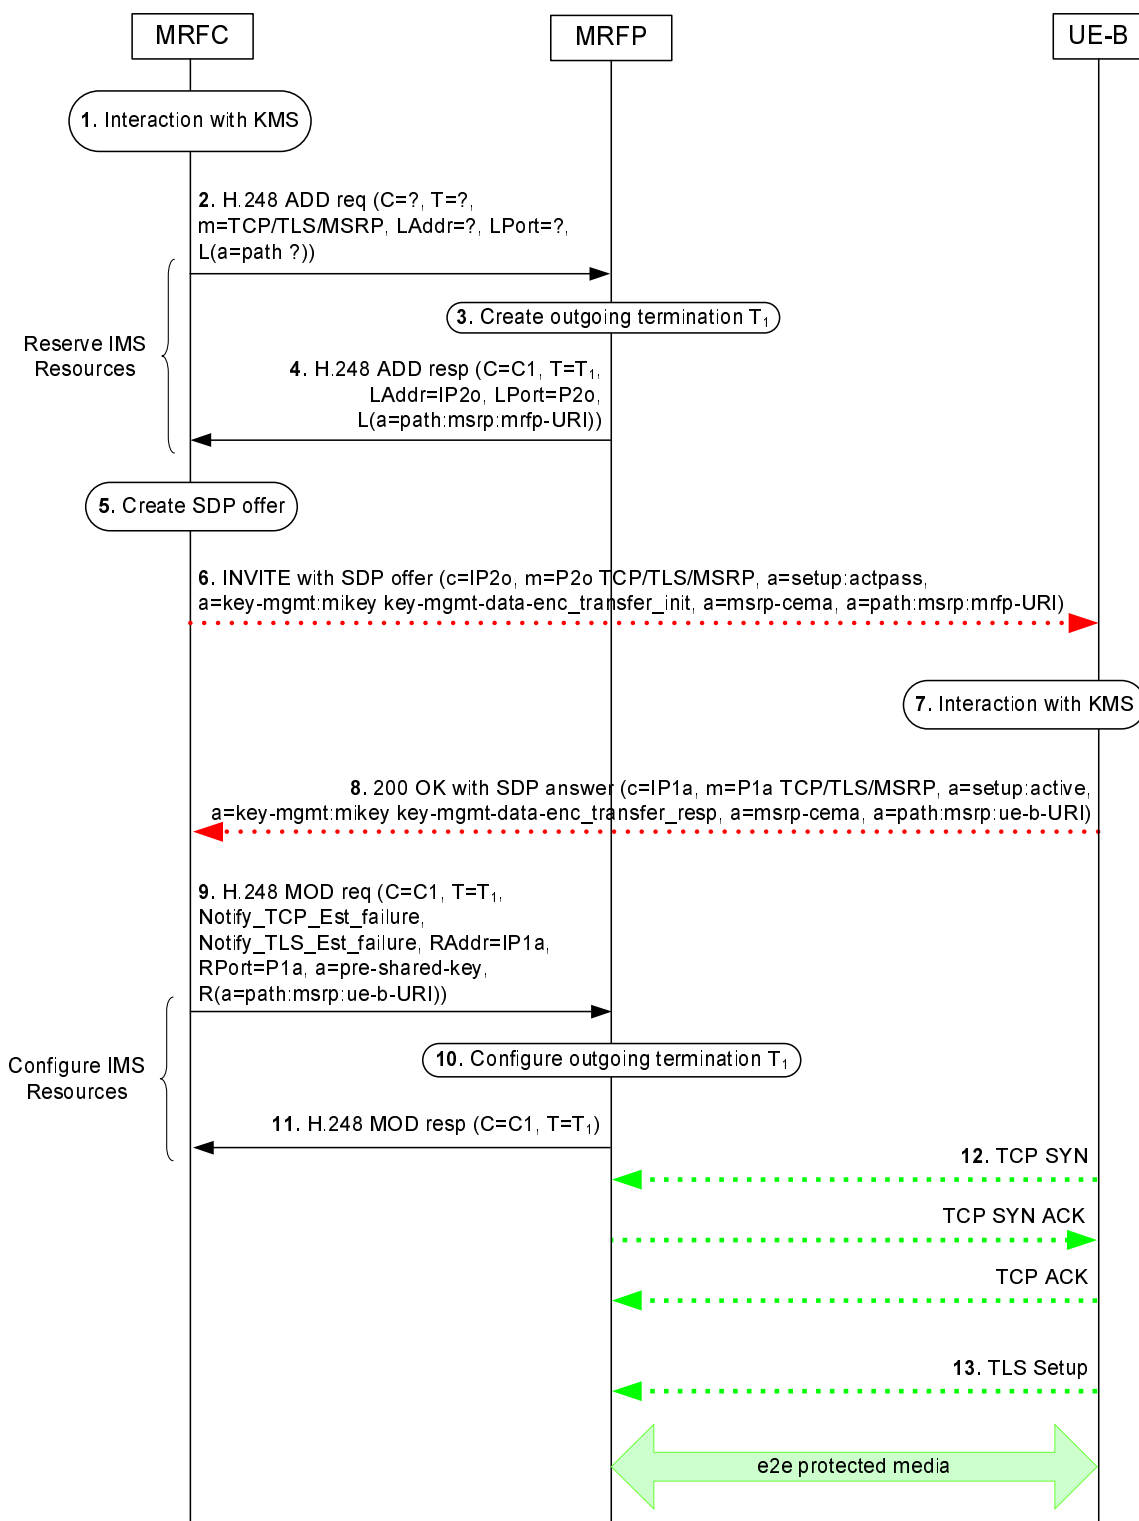 MRFC
MRFP
UE-B
1. Interaction with KMS
2. H.248 ADD req (C=?, T=?,
m=TCP/TLS/MSRP, LAddr=?, LPort=?,
L(a=path ?))
3. Create outgoing termination T1
Reserve IMS
Resources
4. H.248 ADD resp (C=C1, T=T1,
LAddr=IP2o, LPort=P2o,
L(a=path:msrp:mrfp-URI))
5. Create SDP offer
6. INVITE with SDP offer (c=IP2o, m=P2o TCP/TLS/MSRP, a=setup:actpass,
a=key-mgmt:mikey key-mgmt-data-enc_transfer_init, a=msrp-cema, a=path:msrp:mrfp-URI)
7. Interaction with KMS
8. 200 OK with SDP answer (c=IP1a, m=P1a TCP/TLS/MSRP, a=setup:active,
a=key-mgmt:mikey key-mgmt-data-enc_transfer_resp, a=msrp-cema, a=path:msrp:ue-b-URI)
9. H.248 MOD req (C=C1, T=T1,
Notify_TCP_Est_failure,
Notify_TLS_Est_failure, RAddr=IP1a,
RPort=P1a, a=pre-shared-key,
R(a=path:msrp:ue-b-URI))
10. Configure outgoing termination T1
Configure IMS
Resources
11. H.248 MOD resp (C=C1, T=T1)
12. TCP SYN
TCP SYN ACK
TCP ACK
13. TLS Setup
e2e protected media